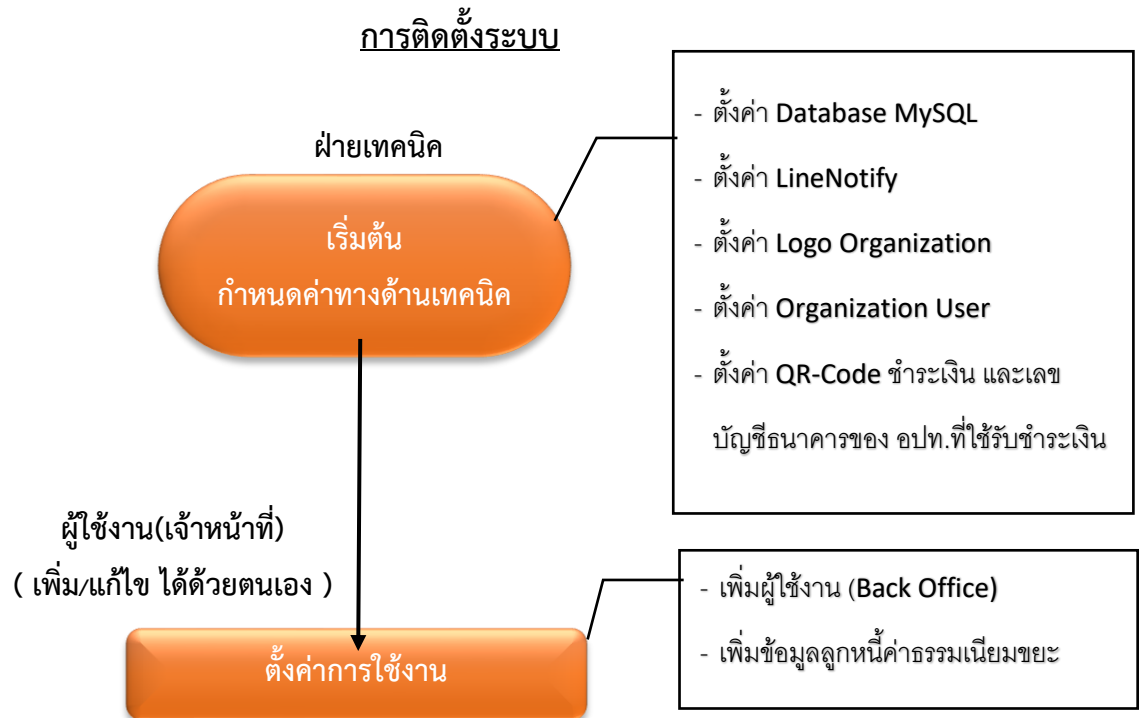 การติดตั้งระบบ
ฝ่ายเทคนิค
เริ่มต้น
กำหนดค่าทางด้านเทคนิค
- ตั้งค่า Database MySQL
- ตั้งค่า LineNotify
- ตั้งค่า Logo Organization
- ตั้งค่า Organization User
- ตั้งค่า QR-Code ชำระเงิน และเลข
บัญชีธนาคารของ อปท.ที่ใช้รับชำระเงิน
ผู้ใช้งาน(เจ้าหน้าที่)
( เพิ่ม/แก้ไข ได้ด้วยตนเอง )
ตั้งค่าการใช้งาน
- เพิ่มผู้ใช้งาน (Back Office)
- เพิ่มข้อมูลลูกหนี้ค่าธรรมเนียมขยะ